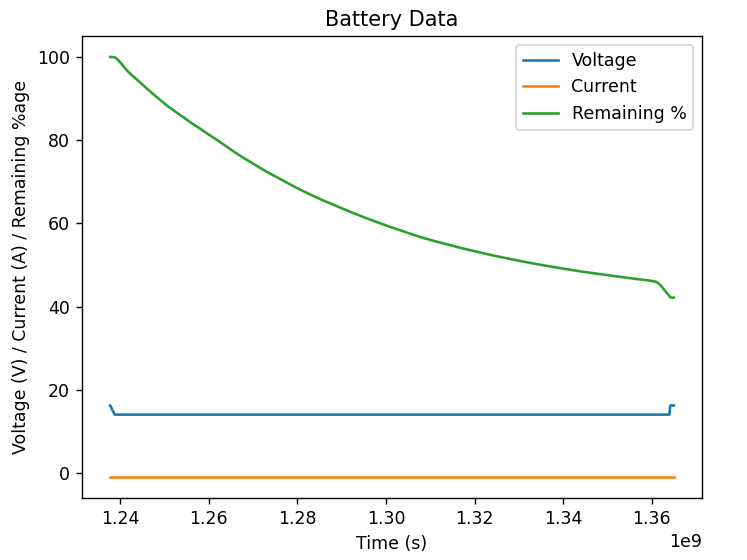 Battery Data
Voltage
Current
Remaining %
Voltage (V) / Current (A) / Remaining %age
100
80
60
40
20
0
1.24 1.26 1.28 1.30 1.32 1.34 1.36
1e9
Time (s)